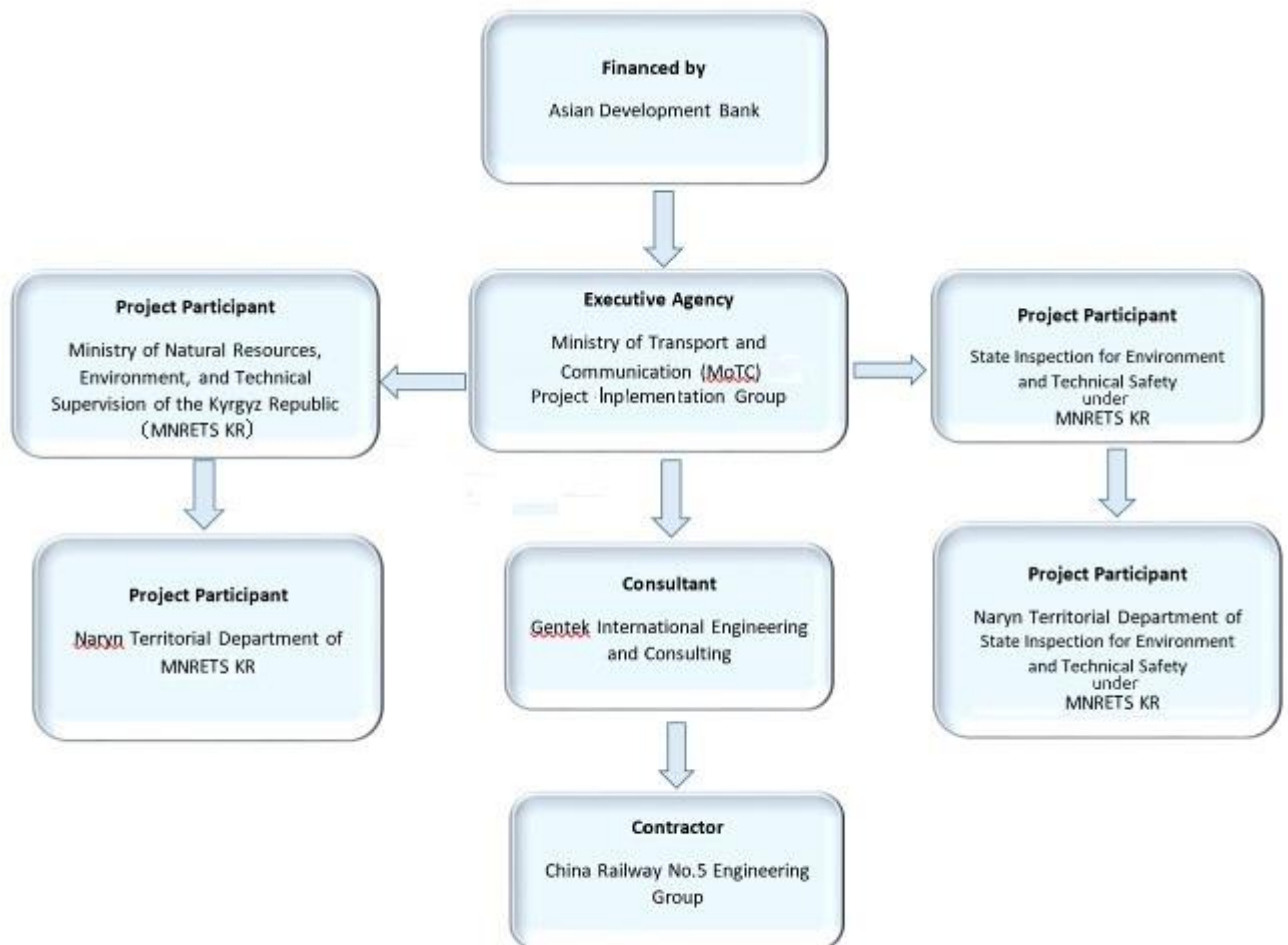 Financed by
Asian Development Bank
Project Participant
Ministry of Natural Resources,
Environment, and Technical
Supervision of the Kyrgyz Republic
(MNRETS KR)
Executive Agency
Ministry of Transport and
Communication (MoTC)
Project Inplementation Group
Project Participant
State Inspection for Environment
and Technical Safety
under
MNRETS KR
Project Participant
Naryn Territorial Department of
MNRETS KR
Consultant
Gentek International Engineering
and Consulting
Project Participant
Naryn Territorial Department of
State Inspection for Environment
and Technical Safety
under
MNRETS KR
Contractor
China Railway No.5 Engineering
Group